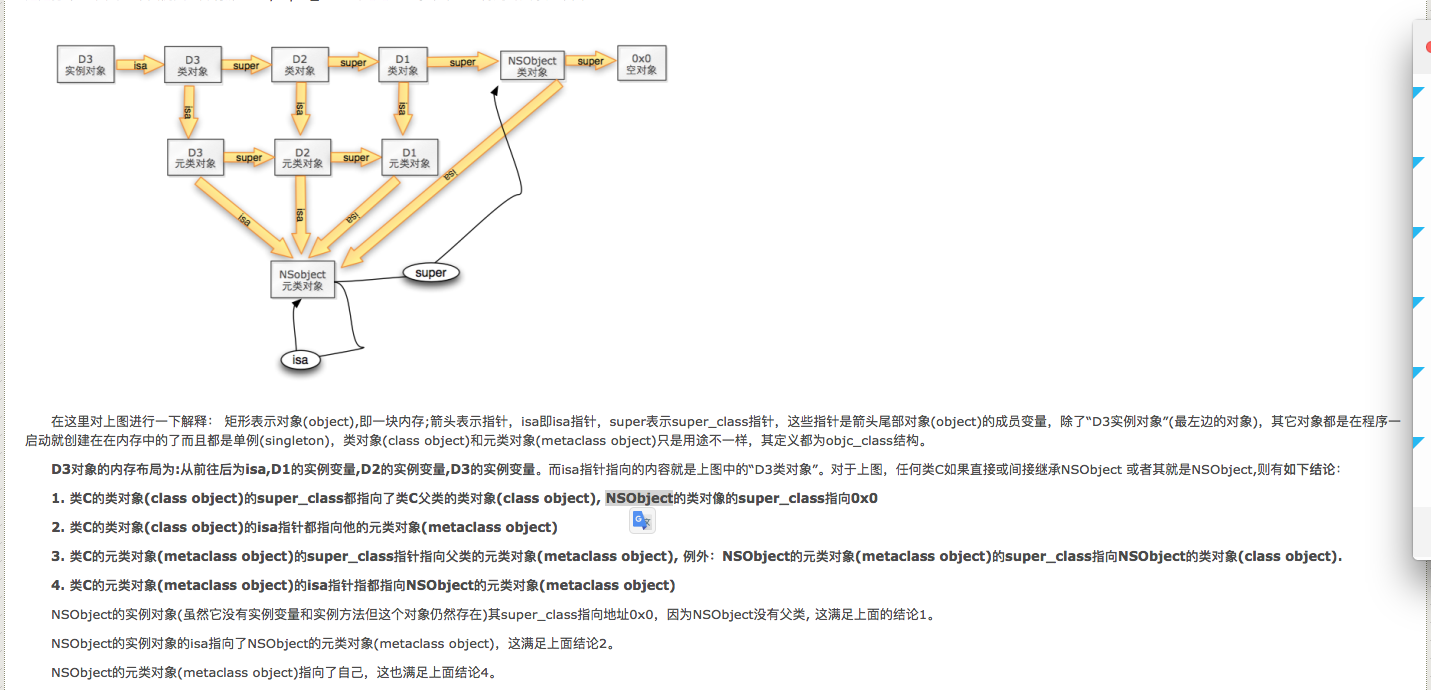 D3
实例对象
isa
D3
类对象
super
D2
类对象
super
D1
类对象
super
NSObject
类对象
super
0x0
空对象
isa
isa
isa
D3
元类对象
super
D2
元类对象
super
D1
元类对象
isa
isa
isa
isa
NSobject
元类对象
super
isa
在这里对上图进行一下解释： 矩形表示对象(object),即一块内存;箭头表示指针，isa即isa指针，super表示super_class指针，这些指针是箭头尾部对象(object)的成员变量，除了“D3实例对象”(最左边的对象)，其它对象都是在程序一
启动就创建在在内存中的了而且都是单例(singleton)，类对象(class object)和元类对象(metaclass object)只是用途不一样，其定义都为objc_class结构。
D3对象的内存布局为:从前往后为isa,D1的实例变量,D2的实例变量,D3的实例变量。而isa指针指向的内容就是上图中的“D3类对象”。对于上图，任何类C如果直接或间接继承NSObject 或者其就是NSObject,则有如下结论：
1. 类C的类对象(class object)的super_class都指向了类C父类的类对象(class object), NSObject的类对像的super_class指向0x0
2. 类C的类对象(class object)的isa指针都指向他的元类对象(metaclass object)
3. 类C的元类对象(metaclass object)的super_class指针指向父类的元类对象(metaclass object), 例外：NSObject的元类对象(metaclass object)的super_class指向NSObject的类对象(class object).
4. 类C的元类对象(metaclass object)的isa指针指都指向NSObject的元类对象(metaclass object)
NSObject的实例对象(虽然它没有实例变量和实例方法但这个对象仍然存在)其super_class指向地址0x0，因为NSObject没有父类, 这满足上面的结论1。
NSObject的实例对象的isa指向了NSObject的元类对象(metaclass object)，这满足上面结论2。
NSObject的元类对象(metaclass object)指向了自己，这也满足上面结论4。